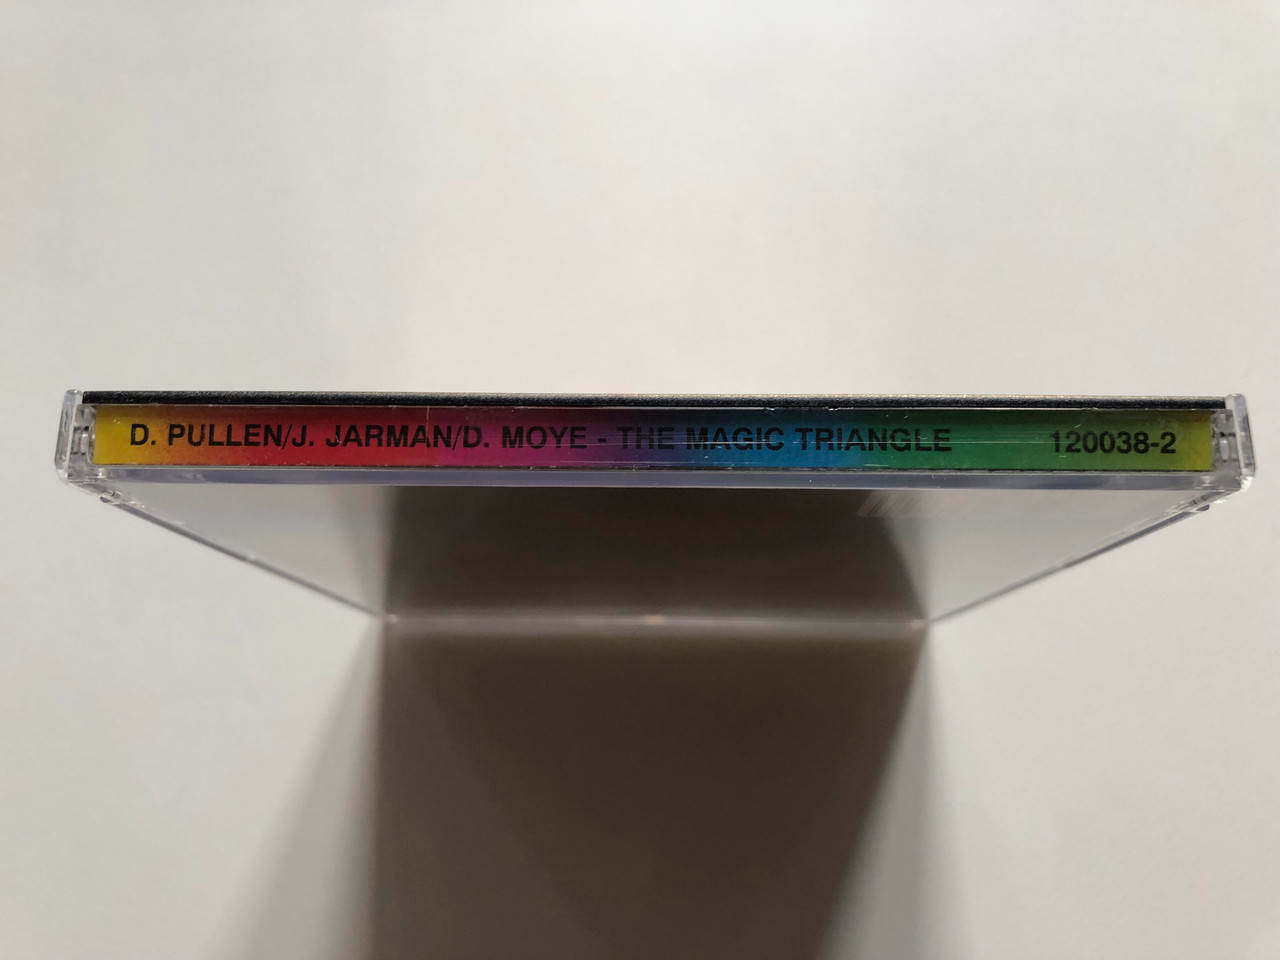 D. PULLEN/J. JARMAN/D. MOYE - THE MAGIC TRIANGLE 120038-2